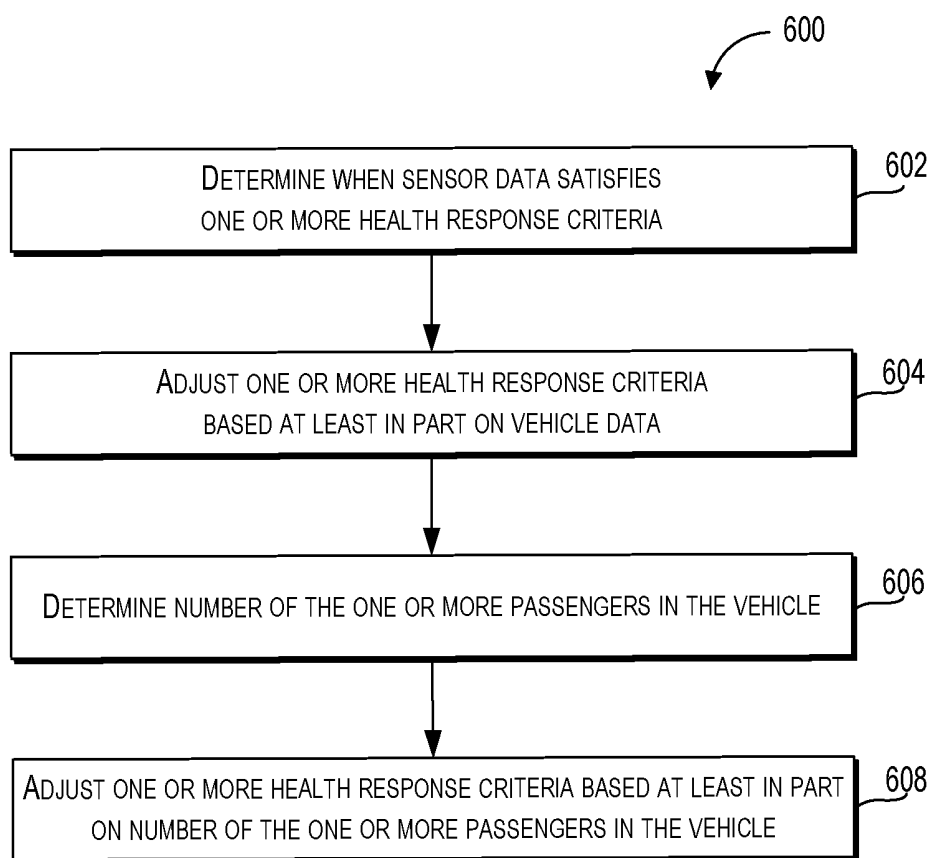 600
DETERMINE WHEN SENSOR DATA SATISFIES
ONE OR MORE HEALTH RESPONSE CRITERIA
602
ADJUST ONE OR MORE HEALTH RESPONSE CRITERIA
BASED AT LEAST IN PART ON VEHICLE DATA
604
DETERMINE NUMBER OF THE ONE OR MORE PASSENGERS IN THE VEHICLE
606
ADJUST ONE OR MORE HEALTH RESPONSE CRITERIA BASED AT LEAST IN PART
ON NUMBER OF THE ONE OR MORE PASSENGERS IN THE VEHICLE
608